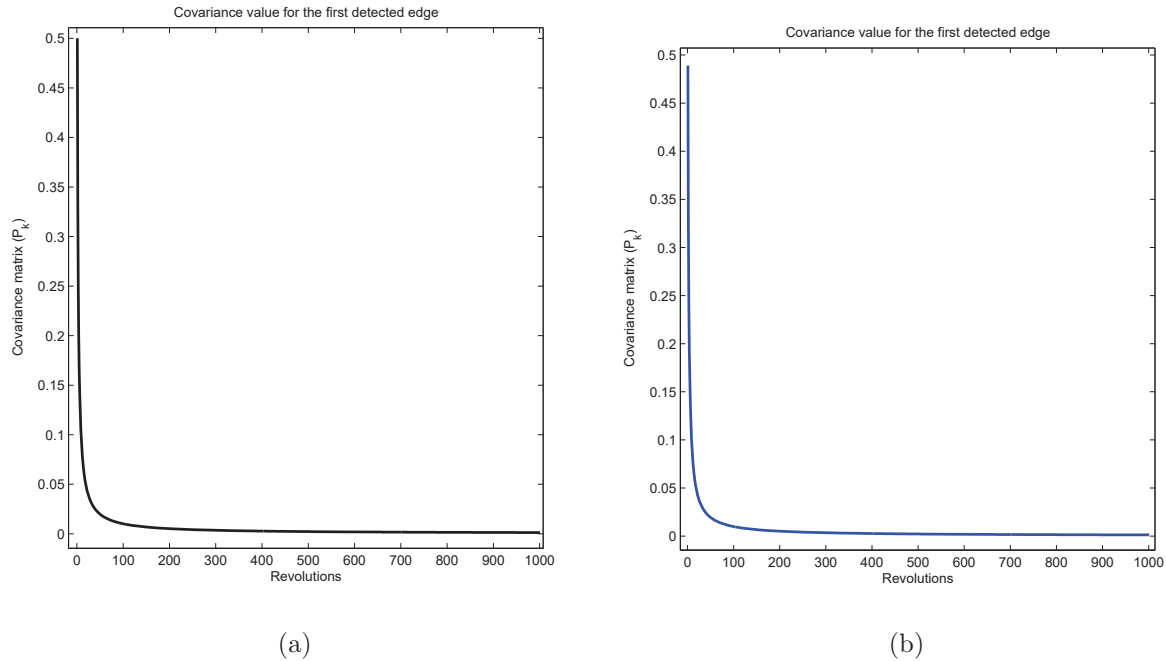 Covariance value for the first detected edge
0.5
0.45
0.4
0.35
0.3
0.25
0.2
0.15
0.1
0.05
0
Covariance matrix (P_k)
0 100 200 300 400 500 600 700 800 900 1000
Revolutions
(a)
Covariance value for the first detected edge
0.5
0.45
0.4
0.35
0.3
0.25
0.2
0.15
0.1
0.05
0
Covariance matrix (P_k)
0 100 200 300 400 500 600 700 800 900 1000
Revolutions
(b)